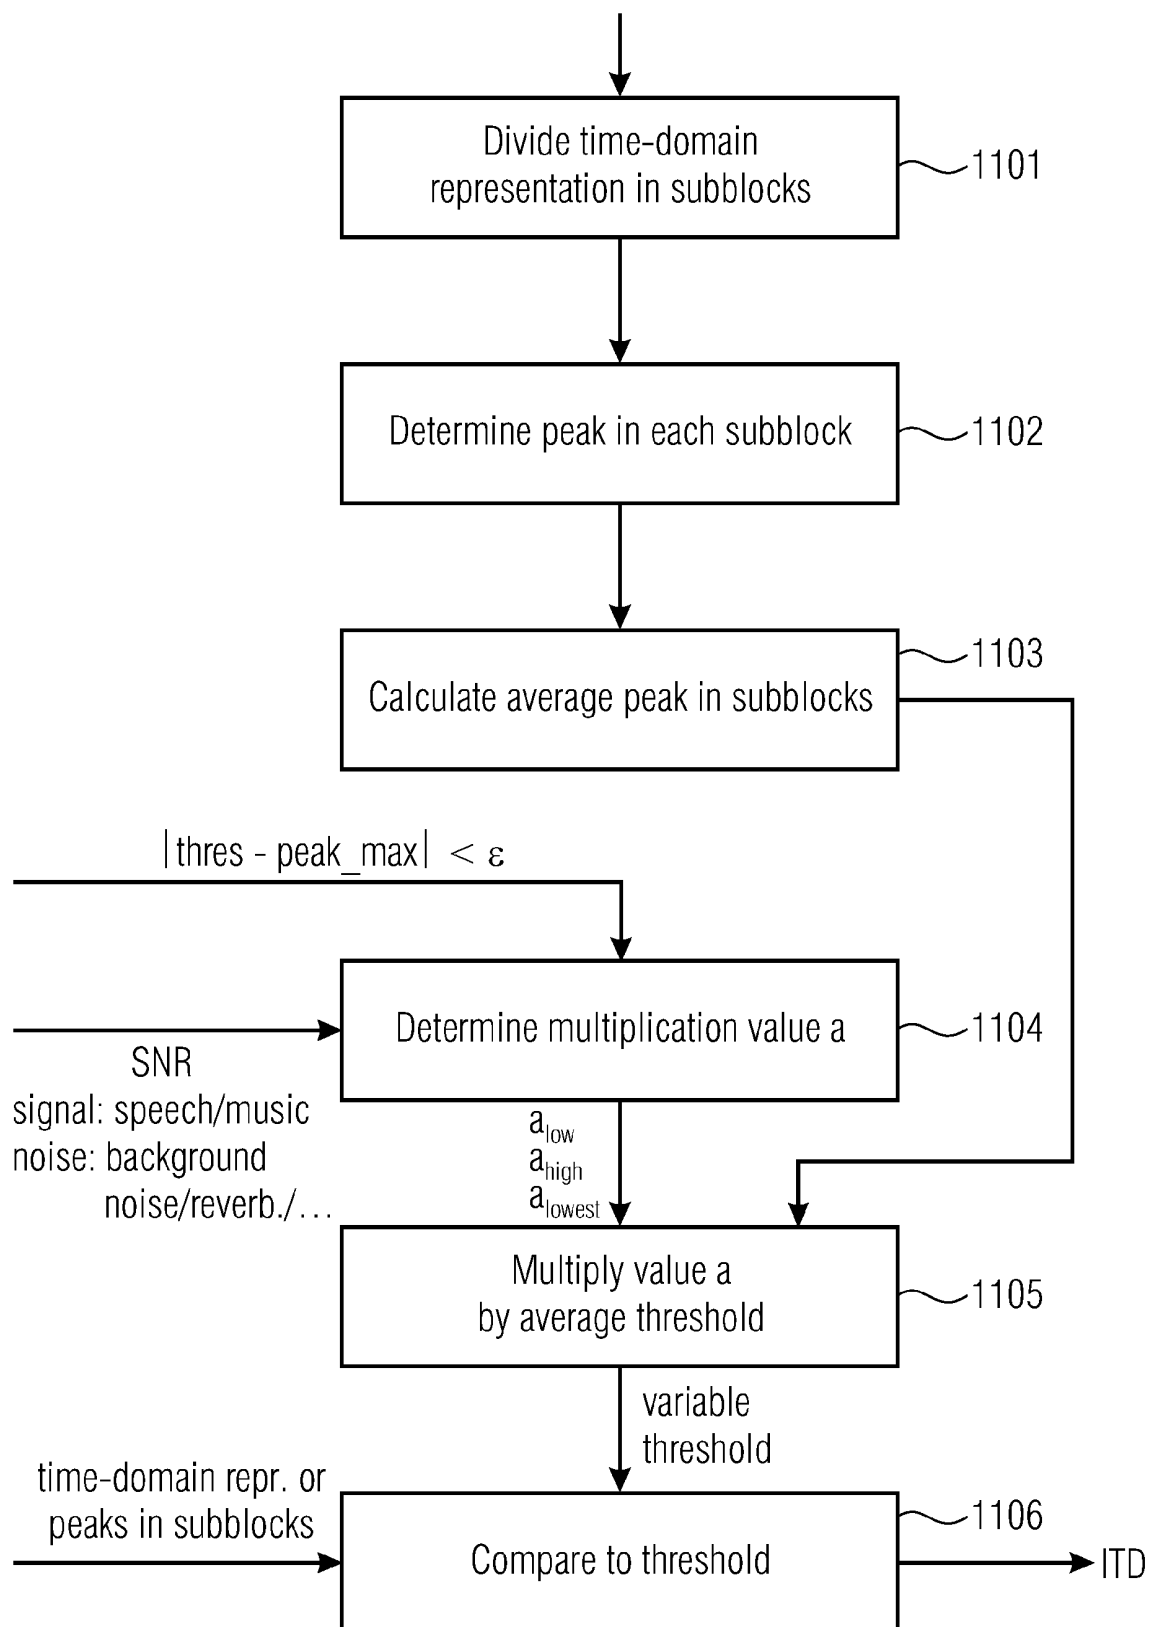 Divide time-domain
representation in subblocks
1101
Determine peak in each subblock
1102
1103
Calculate average peak in subblocks
|thres - peak_max| < ε
Determine multiplication value a
1104
SNR
signal: speech/music
noise: background
noise/reverb./...
a_low
a_high
a_lowest
Multiply value a
by average threshold
1105
variable
threshold
time-domain repr. or
peaks in subblocks
1106
Compare to threshold
ITD